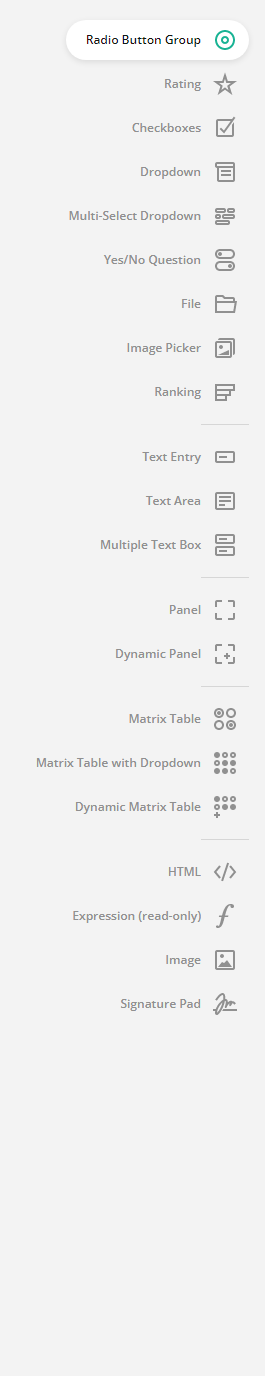 Radio Button Group
Rating
Checkboxes
Dropdown
Multi-Select Dropdown
Yes/No Question
File
Image Picker
Ranking
Text Entry
Text Area
Multiple Text Box
Panel
Dynamic Panel
Matrix Table
Matrix Table with Dropdown
Dynamic Matrix Table
HTML
Expression (read-only)
Image
Signature Pad